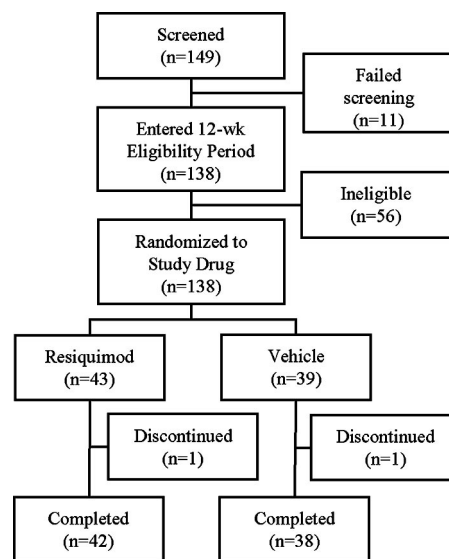 Screened
(n=149)
Failed
screening
(n=11)
Entered 12-wk
Eligibility Period
(n=138)
Ineligible
(n=56)
Randomized to
Study Drug
(n=138)
Resiquimod
(n=43)
Vehicle
(n=39)
Discontinued
(n=1)
Discontinued
(n=1)
Completed
(n=42)
Completed
(n=38)